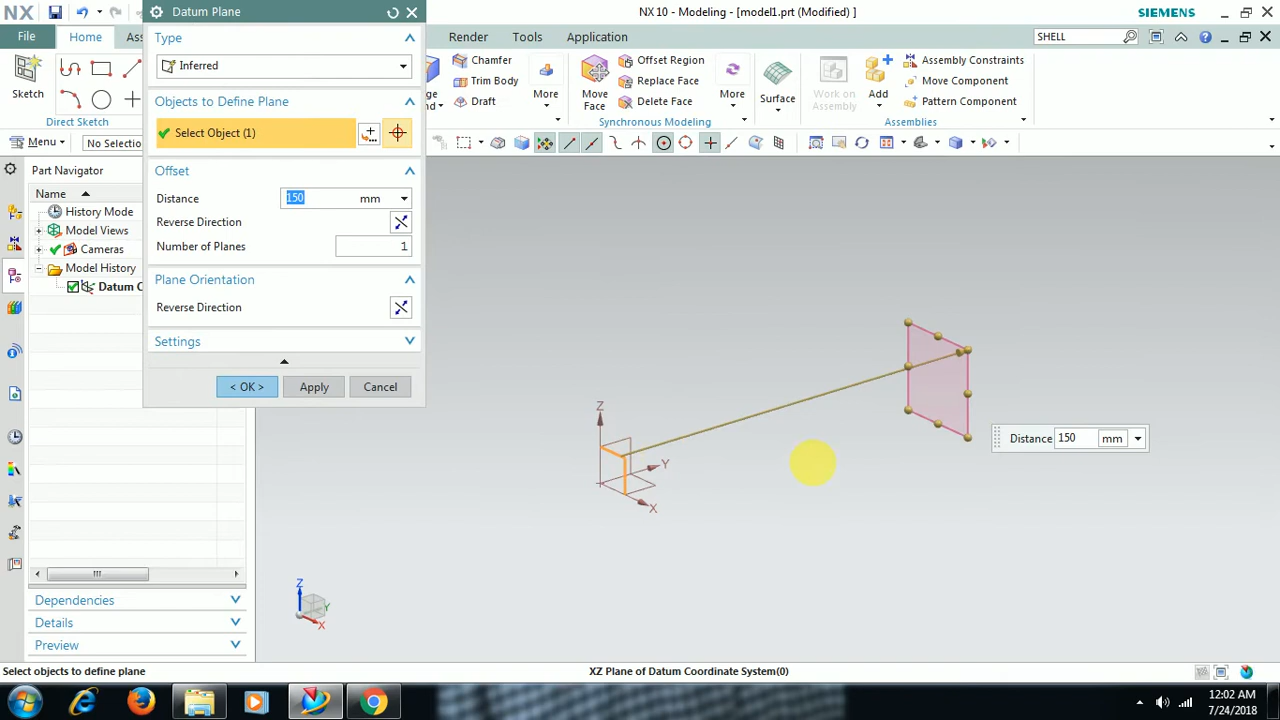 NX
NX 10 - Modeling - [model1.prt (Modified) ]
SIEMENS
File
Home
Ass
Render
Tools
Application
SHELL
Sketch
Direct Sketch
Chamfer
Trim Body
Draft
More
Move
Face
Offset Region
Replace Face
Delete Face
More
Synchronous Modeling
Surface
Work on
Assembly
Add
Assembly Constraints
Move Component
Pattern Component
Assemblies
Menu
No Selectio
Part Navigator
Name
History Mode
Model Views
Cameras
Model History
Datum C
Dependencies
Details
Preview
Datum Plane
Type
Inferred
Objects to Define Plane
Select Object (1)
Offset
Distance
150 mm
Reverse Direction
Number of Planes
1
Plane Orientation
Reverse Direction
Settings
< OK >
Apply
Cancel
Z
Y
X
Distance 150 mm
Z
Y
X
Select objects to define plane
XZ Plane of Datum Coordinate System(0)
12:02 AM
7/24/2018